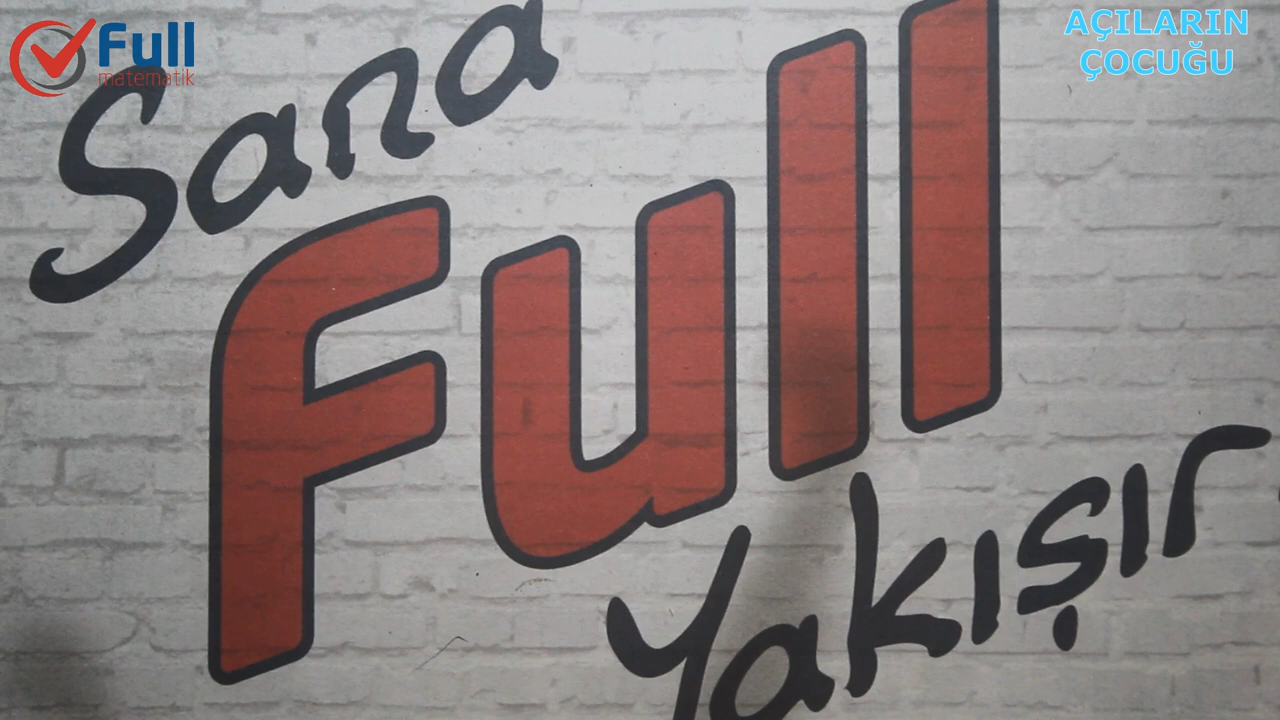 Full
matematik
AÇILARIN
ÇOCUĞU
Sana
Full
Yakışır